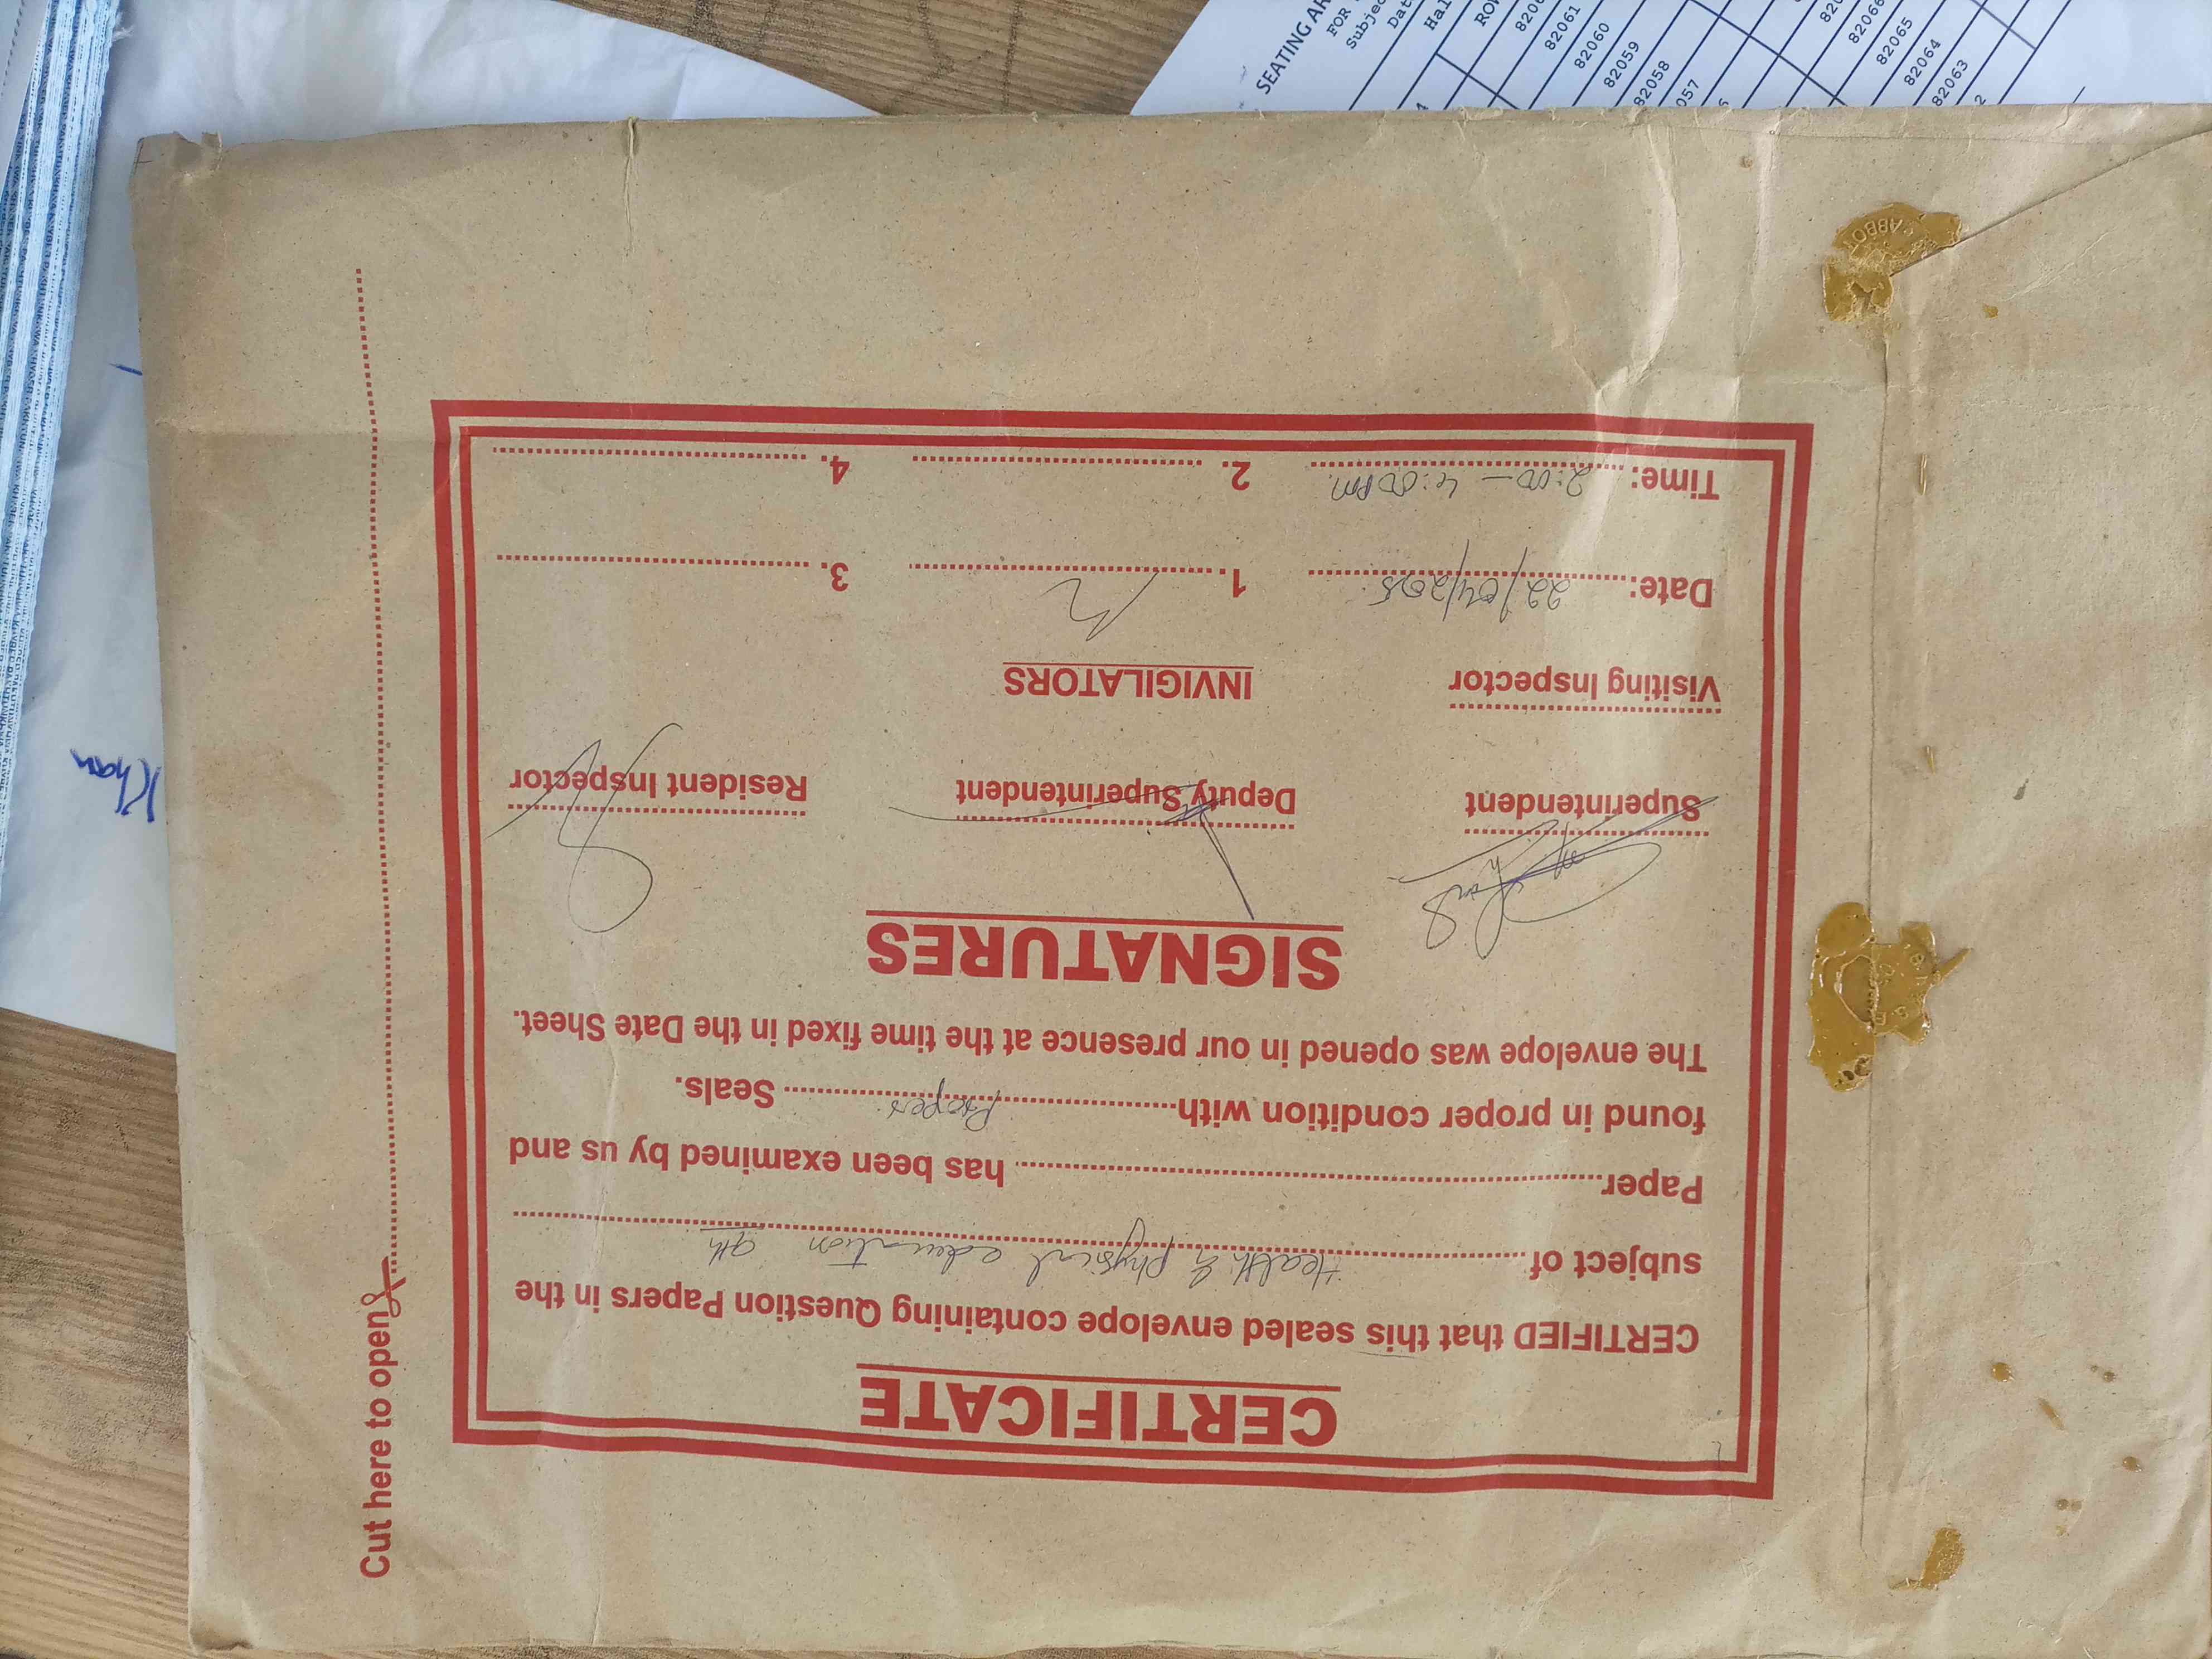 CERTIFICATE
CERTIFIED that this sealed envelope containing Question Papers in the
subject of Health & physical education 9th
Paper has been examined by us and
found in proper condition with Proper Seals.
The envelope was opened in our presence at the time fixed in the Date Sheet.
SIGNATURES
Superintendent Deputy Superintendent Resident Inspector
Visiting Inspector INVIGILATORS
Date: 22/04/2025 1. 3.
Time: 2:00 — 4:00 PM 2. 4.
Cut here to open
Khan
SEATING
FOR
82061
82060
82059
82058
82065
82064
82063